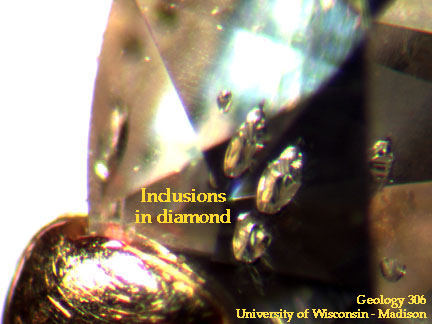 Inclusions
in diamond
Geology 306
University of Wisconsin - Madison